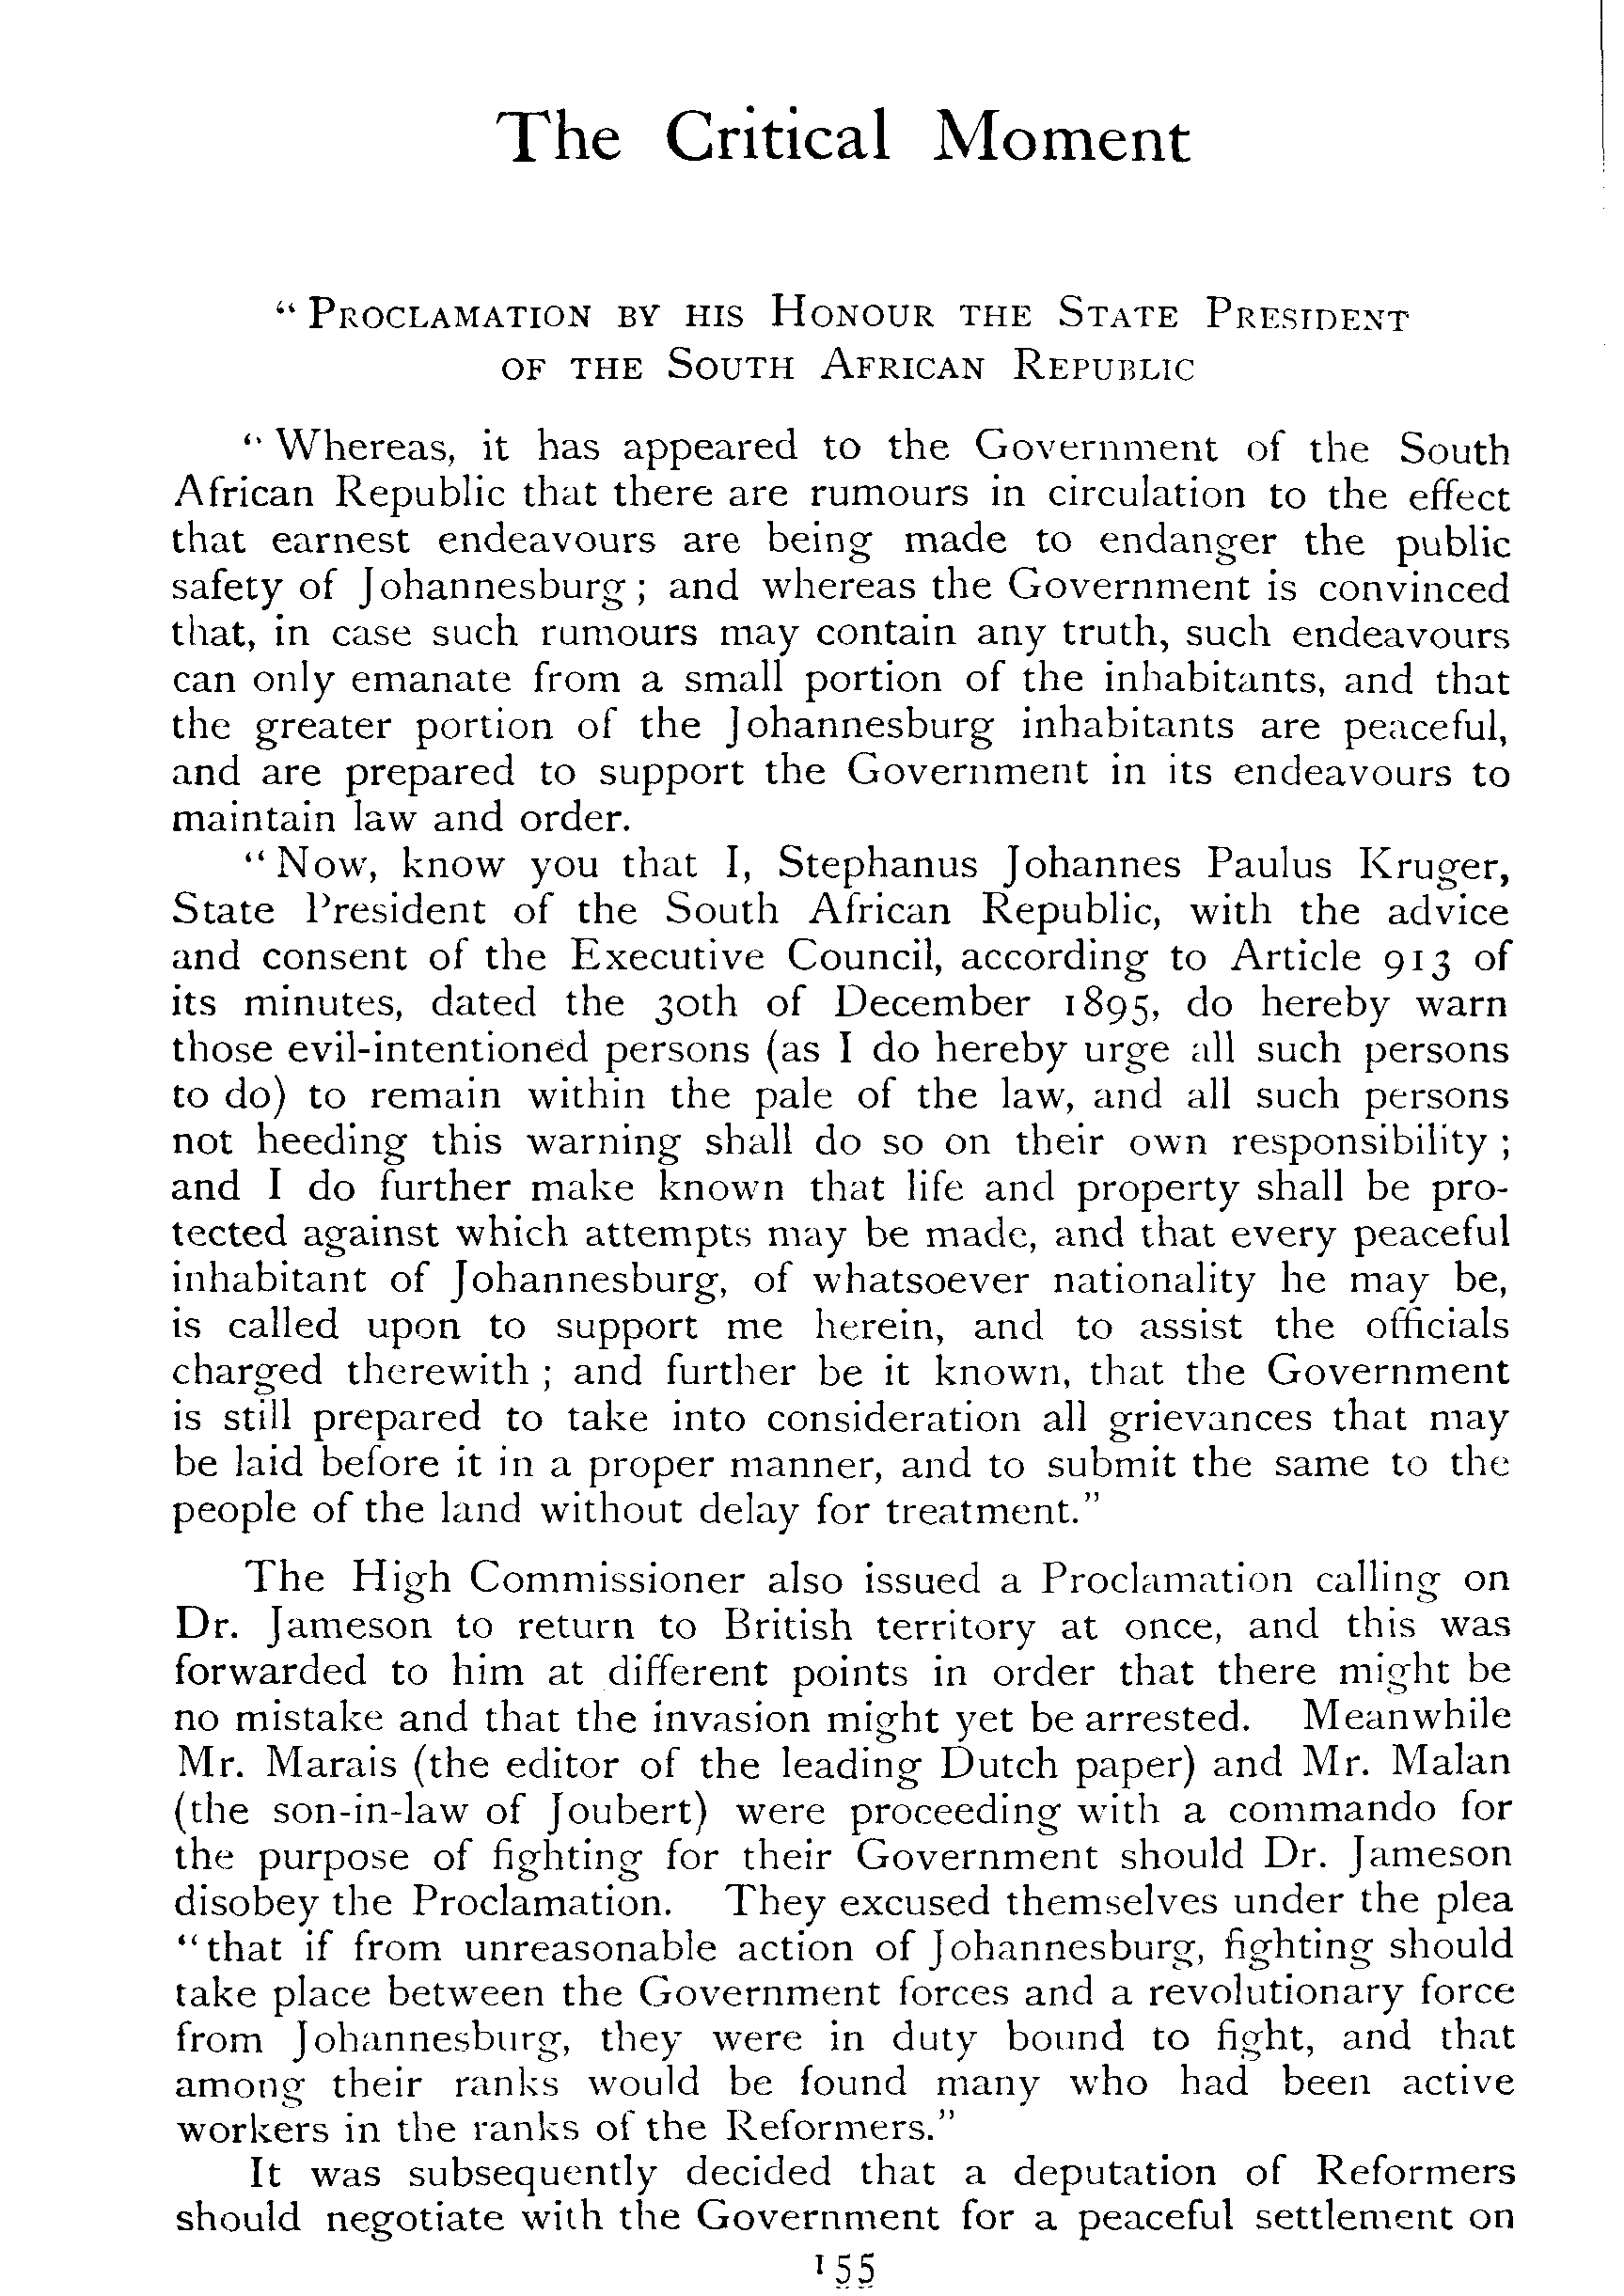 The Critical Moment
“ PROCLAMATION BY HIS HONOUR THE STATE PRESIDENT
OF THE SOUTH AFRICAN REPUBLIC
“ Whereas, it has appeared to the Government of the South
African Republic that there are rumours in circulation to the effect
that earnest endeavours are being made to endanger the public
safety of Johannesburg ; and whereas the Government is convinced
that, in case such rumours may contain any truth, such endeavours
can only emanate from a small portion of the inhabitants, and that
the greater portion of the Johannesburg inhabitants are peaceful,
and are prepared to support the Government in its endeavours to
maintain law and order.
“ Now, know you that I, Stephanus Johannes Paulus Kruger,
State President of the South African Republic, with the advice
and consent of the Executive Council, according to Article 913 of
its minutes, dated the 30th of December 1895, do hereby warn
those evil-intentioned persons (as I do hereby urge all such persons
to do) to remain within the pale of the law, and all such persons
not heeding this warning shall do so on their own responsibility ;
and I do further make known that life and property shall be pro-
tected against which attempts may be made, and that every peaceful
inhabitant of Johannesburg, of whatsoever nationality he may be,
is called upon to support me herein, and to assist the officials
charged therewith ; and further be it known, that the Government
is still prepared to take into consideration all grievances that may
be laid before it in a proper manner, and to submit the same to the
people of the land without delay for treatment.”
The High Commissioner also issued a Proclamation calling on
Dr. Jameson to return to British territory at once, and this was
forwarded to him at different points in order that there might be
no mistake and that the invasion might yet be arrested. Meanwhile
Mr. Marais (the editor of the leading Dutch paper) and Mr. Malan
(the son-in-law of Joubert) were proceeding with a commando for
the purpose of fighting for their Government should Dr. Jameson
disobey the Proclamation. They excused themselves under the plea
“that if from unreasonable action of Johannesburg, fighting should
take place between the Government forces and a revolutionary force
from Johannesburg, they were in duty bound to fight, and that
among their ranks would be found many who had been active
workers in the ranks of the Reformers.”
It was subsequently decided that a deputation of Reformers
should negotiate with the Government for a peaceful settlement on
155